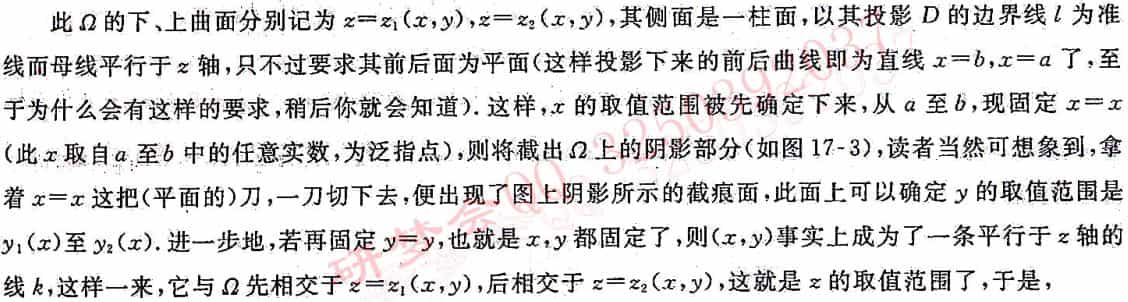 此 Ω 的下、上曲面分别记为 z=z₁(x,y),z=z₂(x,y),其侧面是一柱面,以其投影 D 的边界线 l 为准
线而母线平行于 z 轴,只不过要求其前后面为平面(这样投影下来的前后曲线即为直线 x=b,x=a 了,至
于为什么会有这样的要求,稍后你就会知道). 这样,x 的取值范围被先确定下来,从 a 至 b,现固定 x=x
(此 x 取自 a 至 b 中的任意实数,为泛指点),则将截出 Ω 上的阴影部分(如图 17-3),读者当然可想象到,拿
着 x=x 这把(平面的)刀,一刀切下去,便出现了图上阴影所示的截痕面,此面上可以确定 y 的取值范围是
y₁(x)至 y₂(x). 进一步地,若再固定 y=y,也就是 x,y 都固定了,则(x,y)事实上成为了一条平行于 z 轴的
线 k,这样一来,它与 Ω 先相交于 z=z₁(x,y),后相交于 z=z₂(x,y),这就是 z 的取值范围了,于是,